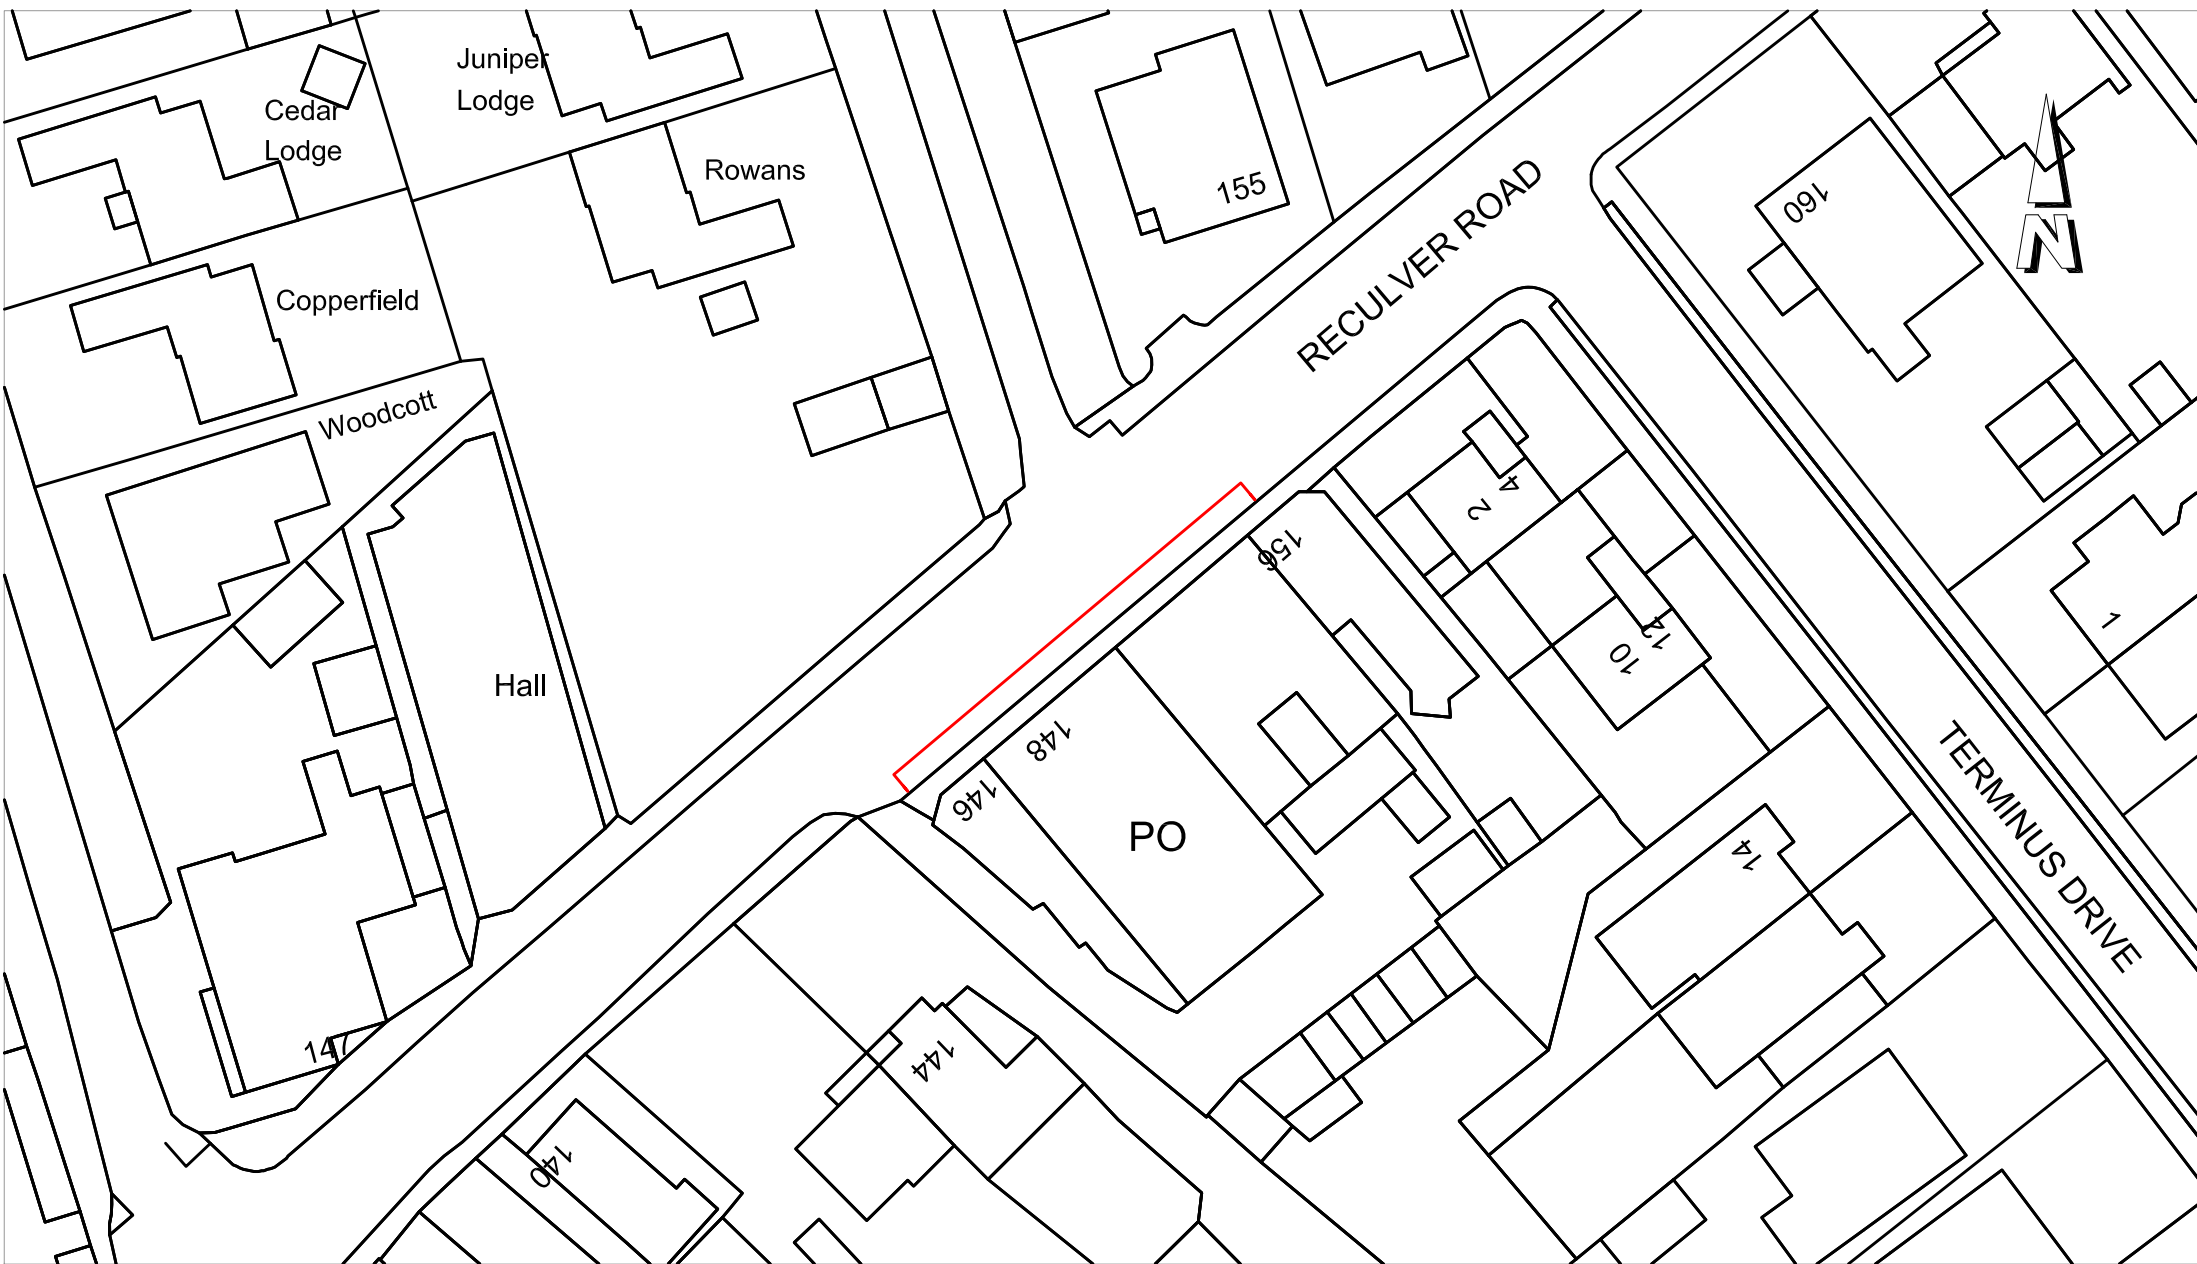 Juniper
Lodge
Cedar
Lodge
Rowans
155
160
RECULVER ROAD
Copperfield
Woodcott
4
2
156
12
10
1
Hall
148
146
PO
TERMINUS DRIVE
14
147
144
140
N